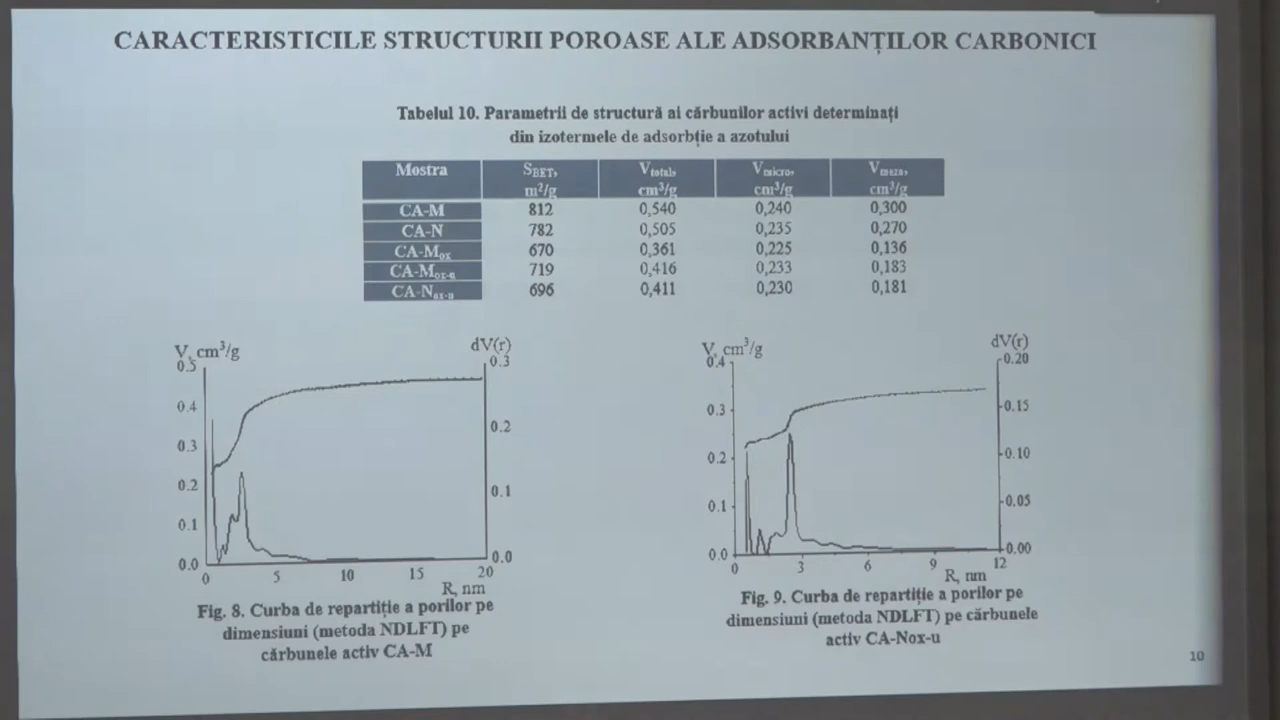 CARACTERISTICILE STRUCTURII POROASE ALE ADSORBANȚILOR CARBONICI
Tabelul 10. Parametrii de structură ai cărbunilor activi determinați
din izotermele de adsorbție a azotului
Mostra S_BET, m²/g V_total, cm³/g V_micro, cm³/g V_mezo, cm³/g
CA-M 812 0,540 0,240 0,300
CA-N 782 0,505 0,235 0,270
CA-M_ox 670 0,361 0,225 0,136
CA-M_ox-u 719 0,416 0,233 0,183
CA-N_ox-u 696 0,411 0,230 0,181
V, cm³/g
dV(r)
0.5
0.4
0.3
0.2
0.1
0.0
0.3
0.2
0.1
0.0
0 5 10 15 20
R, nm
Fig. 8. Curba de repartiție a porilor pe
dimensiuni (metoda NDLFT) pe
cărbunele activ CA-M
V, cm³/g
dV(r)
0.4
0.3
0.2
0.1
0.0
0.20
0.15
0.10
0.05
0.00
0 3 6 9 12
R, nm
Fig. 9. Curba de repartiție a porilor pe
dimensiuni (metoda NDLFT) pe cărbunele
activ CA-Nox-u
10